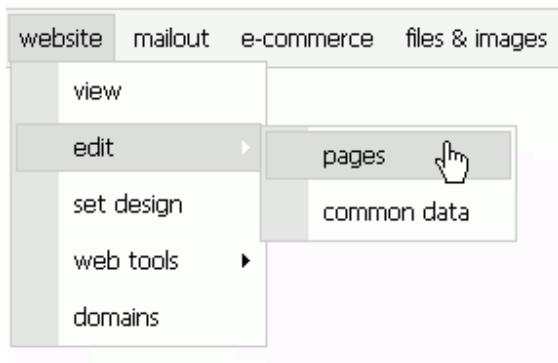 website mailout e-commerce files & images
view
edit
pages
set design
common data
web tools
domains